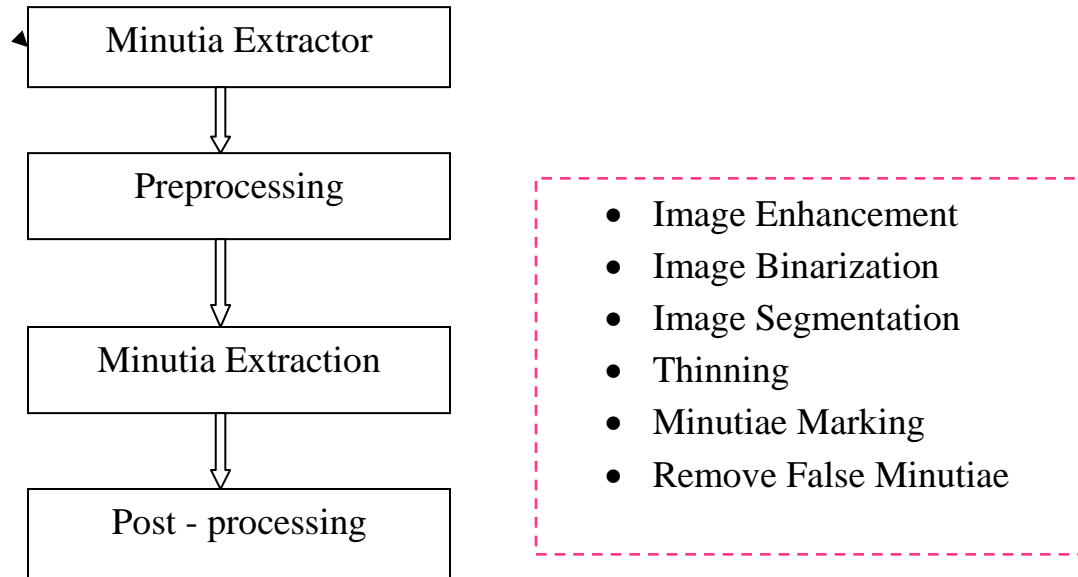 Minutia Extractor
Preprocessing
Minutia Extraction
Post - processing
• Image Enhancement
• Image Binarization
• Image Segmentation
• Thinning
• Minutiae Marking
• Remove False Minutiae